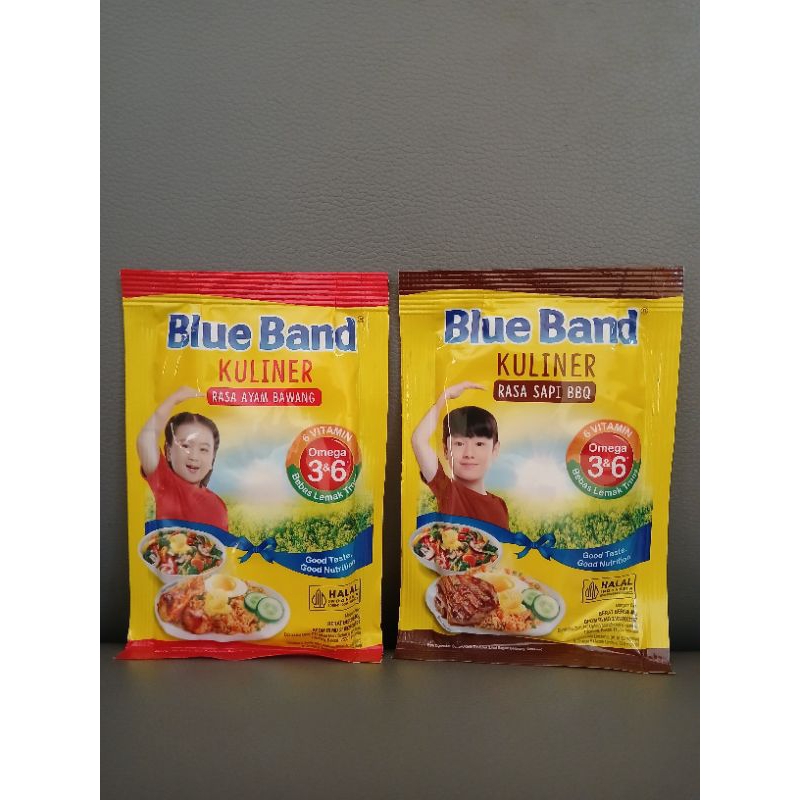 Blue Band®
KULINER
RASA AYAM BAWANG
6 VITAMIN
Omega
3&6
Bebas Lemak Trans
Good Taste,
Good Nutrition
HALAL
INDONESIA
Blue Band®
KULINER
RASA SAPI BBQ
6 VITAMIN
Omega
3&6
Bebas Lemak Trans
Good Taste,
Good Nutrition
HALAL
INDONESIA